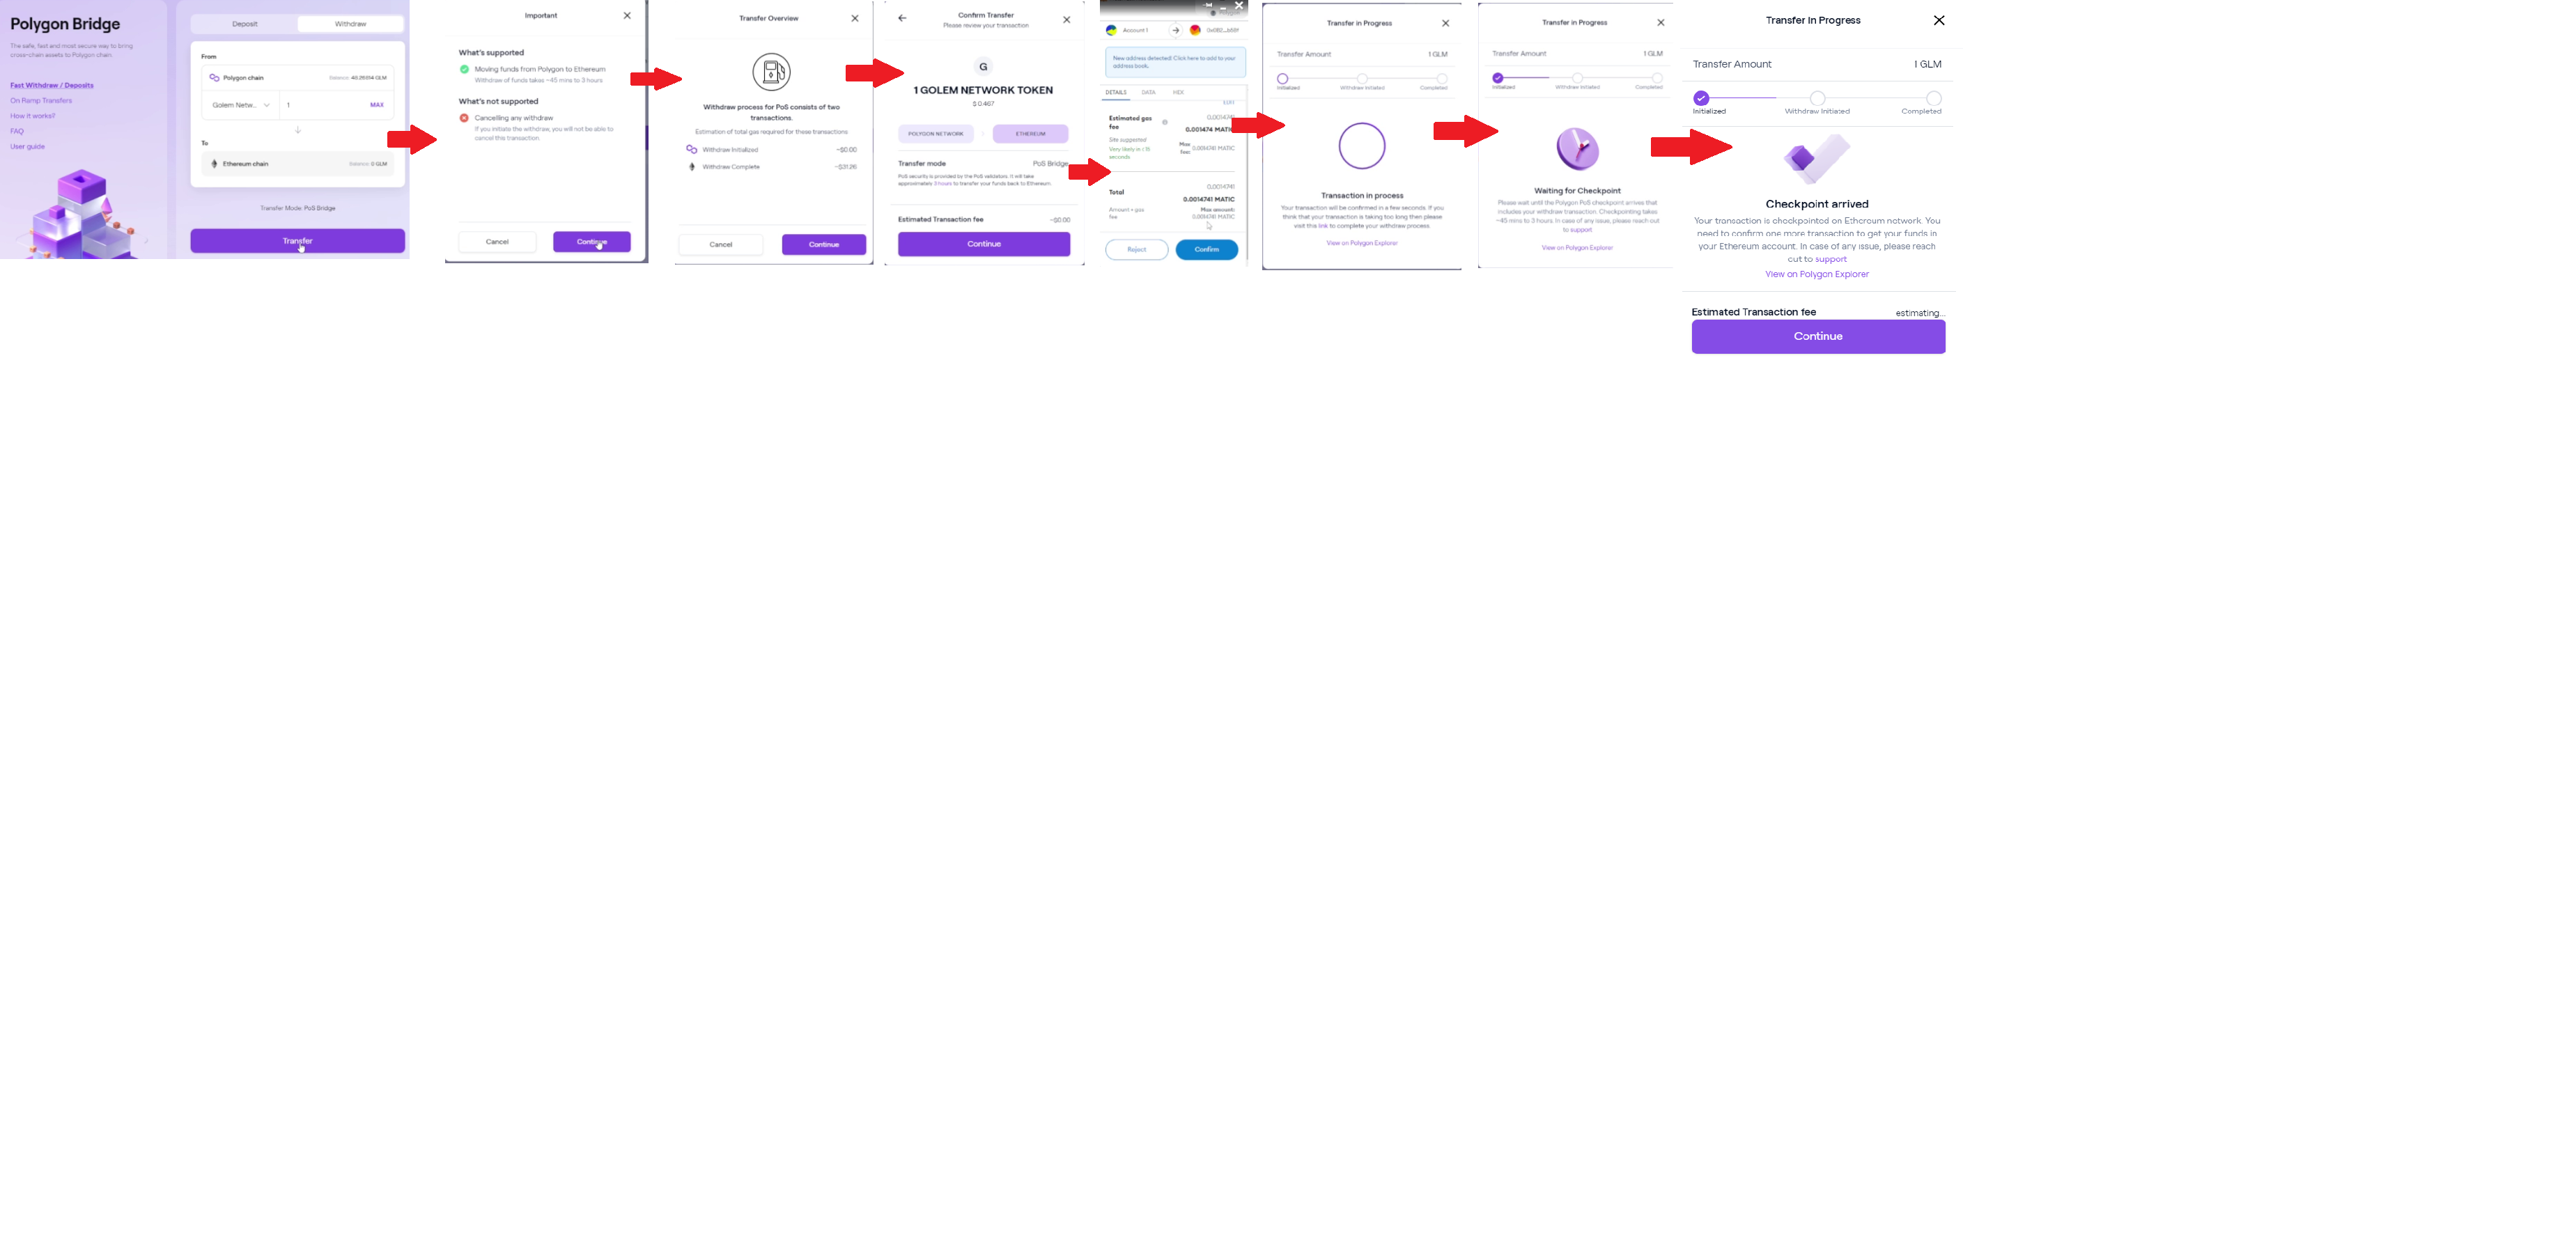 Polygon Bridge
The safe, fast and most secure way to bring
cross-chain assets to Polygon chain.
Fast Withdraw / Deposits
On Ramp Transfers
How it works?
FAQ
User guide
Deposit
Withdraw
From
Polygon chain
Balance: 40.26314 GLM
Golem Netw...
1
MAX
To
Ethereum chain
Balance: 0 GLM
Transfer Mode: PoS Bridge
Transfer
Important
What's supported
Moving funds from Polygon to Ethereum
Withdraw of funds takes ~45 mins to 3 hours
What's not supported
Cancelling any withdraw
If you initiate the withdraw, you will not be able to
cancel this transaction.
Cancel
Continue
Transfer Overview
Withdraw process for PoS consists of two
transactions.
Estimation of total gas required for these transactions
Withdraw Initialized
~$0.00
Withdraw Complete
~$31.26
Cancel
Continue
Confirm Transfer
Please review your transaction
G
1 GOLEM NETWORK TOKEN
$ 0.467
POLYGON NETWORK
ETHEREUM
Transfer mode
PoS Bridge
PoS security is provided by the PoS validators. It will take
approximately 3 hours to transfer your funds back to Ethereum.
Estimated Transaction fee
~$0.00
Continue
Account 1
New address detected! Click here to add to your
address book.
DETAILS
DATA
HEX
Estimated gas
fee
0.001474 MATIC
Site suggested
Very likely in < 15
seconds
Max
fee:
0.00147411 MATIC
Total
0.00147411
0.00147411 MATIC
Amount + gas
fee
Max amount:
0.00147411 MATIC
Reject
Confirm
Transfer in Progress
Transfer Amount
1 GLM
Initialized
Withdraw Initiated
Completed
Transaction in process
Your transaction will be confirmed in a few seconds. If you
think that your transaction is taking too long then please
visit this link to complete your withdraw process.
View on Polygon Explorer
Transfer in Progress
Transfer Amount
1 GLM
Initialized
Withdraw Initiated
Completed
Waiting for Checkpoint
Please wait until the Polygon PoS checkpoint arrives that
includes your withdraw transaction. Checkpointing takes
~45 mins to 3 hours. In case of any issue, please reach out
to support
View on Polygon Explorer
Transfer In Progress
Transfer Amount
1 GLM
Initialized
Withdraw Initiated
Completed
Checkpoint arrived
Your transaction is checkpointed on Ethereum network. You
need to confirm one more transaction to get your funds in
your Ethereum account. In case of any issue, please reach
out to support
View on Polygon Explorer
Estimated Transaction fee
estimating...
Continue